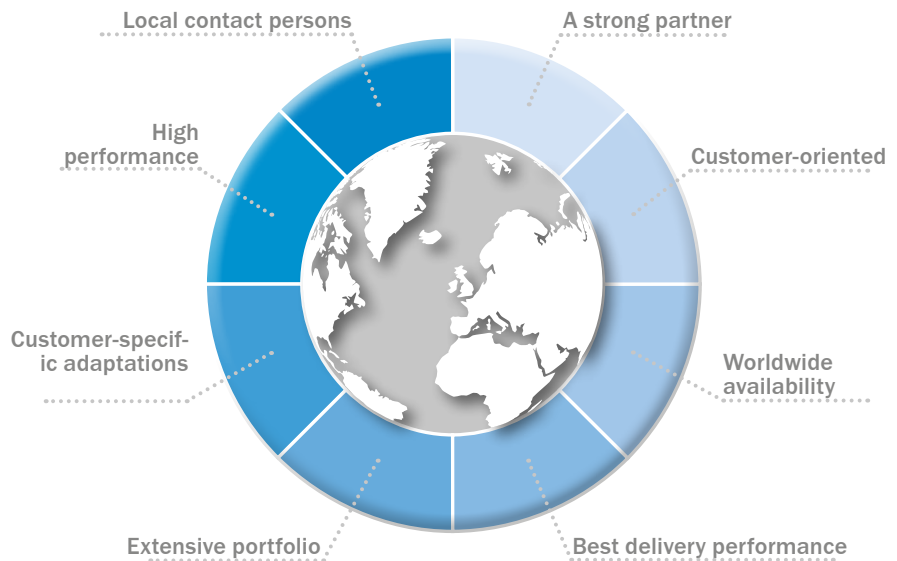 Local contact persons
A strong partner
High
performance
Customer-oriented
Customer-specif-
ic adaptations
Worldwide
availability
Extensive portfolio
Best delivery performance